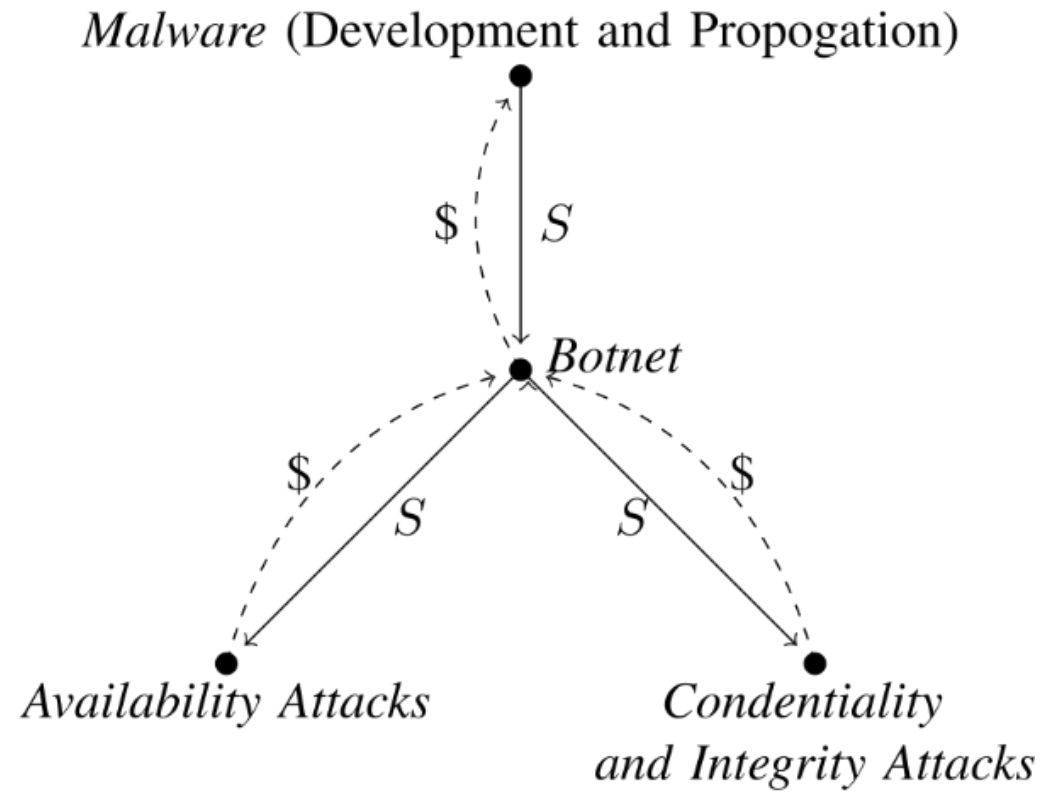 Malware (Development and Propogation)
$ S
Botnet
$ $
S S
Availability Attacks Condentiality
and Integrity Attacks